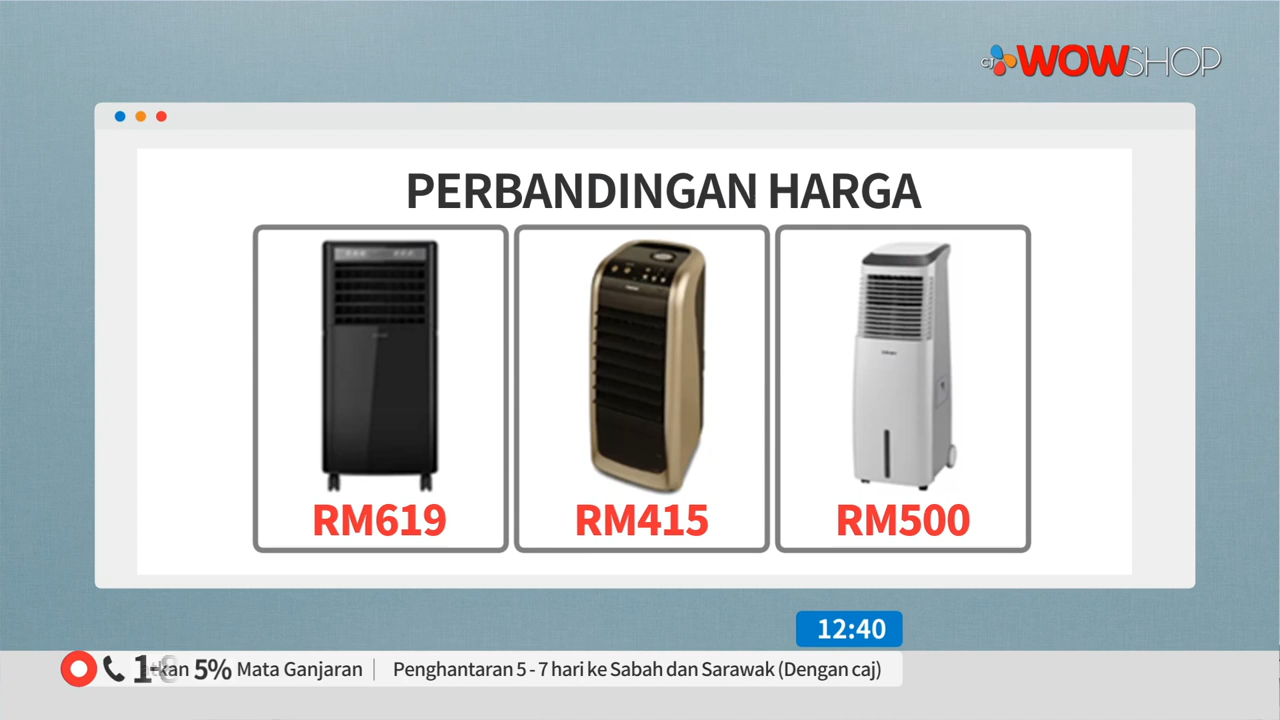 CJ WOWSHOP
PERBANDINGAN HARGA
RM619
RM415
RM500
12:40
5% Mata Ganjaran | Penghantaran 5 - 7 hari ke Sabah dan Sarawak (Dengan caj)